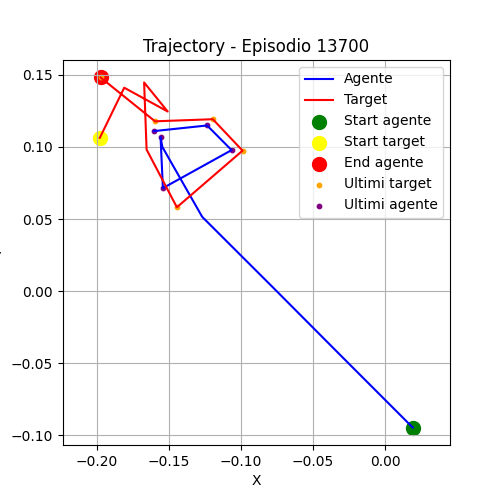 Trajectory - Episodio 13700
Agente
Target
Start agente
Start target
End agente
Ultimi target
Ultimi agente
0.15
0.10
0.05
0.00
−0.05
−0.10
−0.20
−0.15
−0.10
−0.05
0.00
X